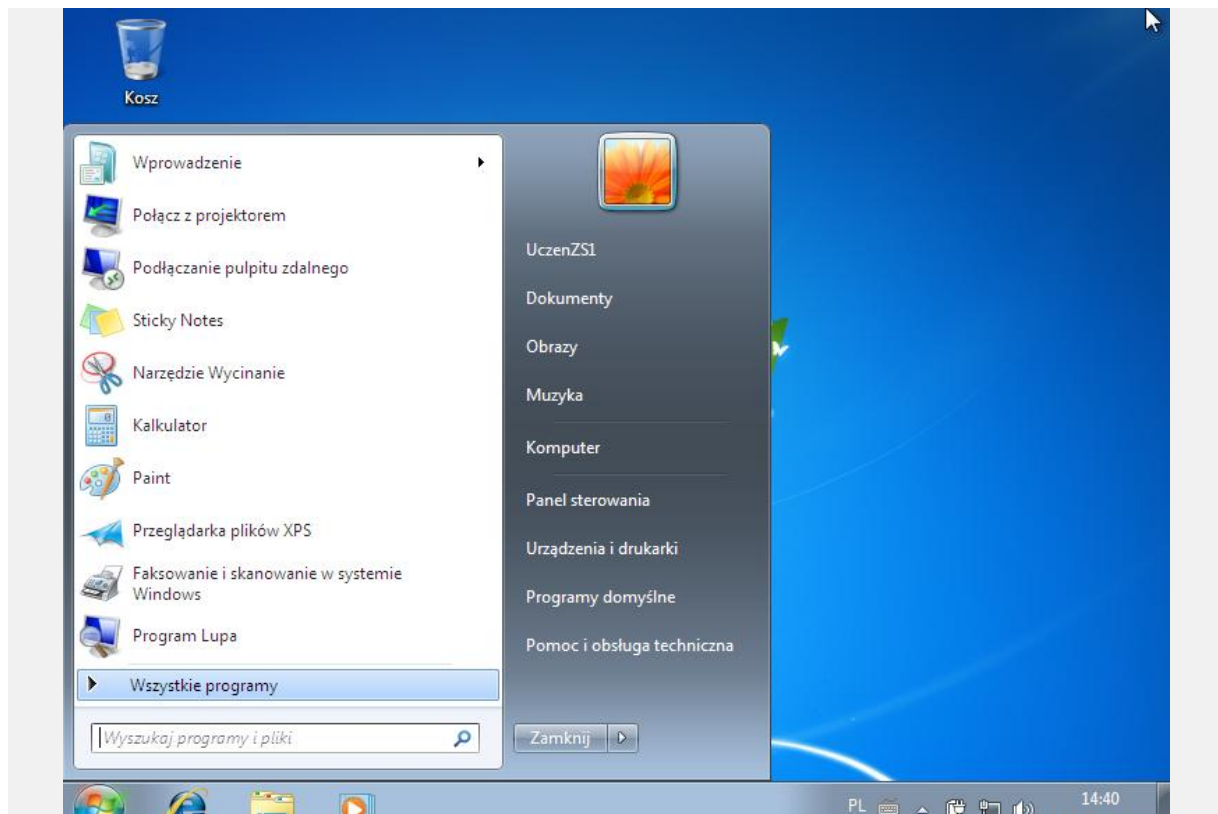 Kosz
Wprowadzenie
Połącz z projektorem
Podłączanie pulpitu zdalnego
Sticky Notes
Narzędzie Wycinanie
Kalkulator
Paint
Przeglądarka plików XPS
Faksowanie i skanowanie w systemie
Windows
Program Lupa
Wszystkie programy
Wyszukaj programy i pliki
UczenZS1
Dokumenty
Obrazy
Muzyka
Komputer
Panel sterowania
Urządzenia i drukarki
Programy domyślne
Pomoc i obsługa techniczna
Zamknij
PL
14:40